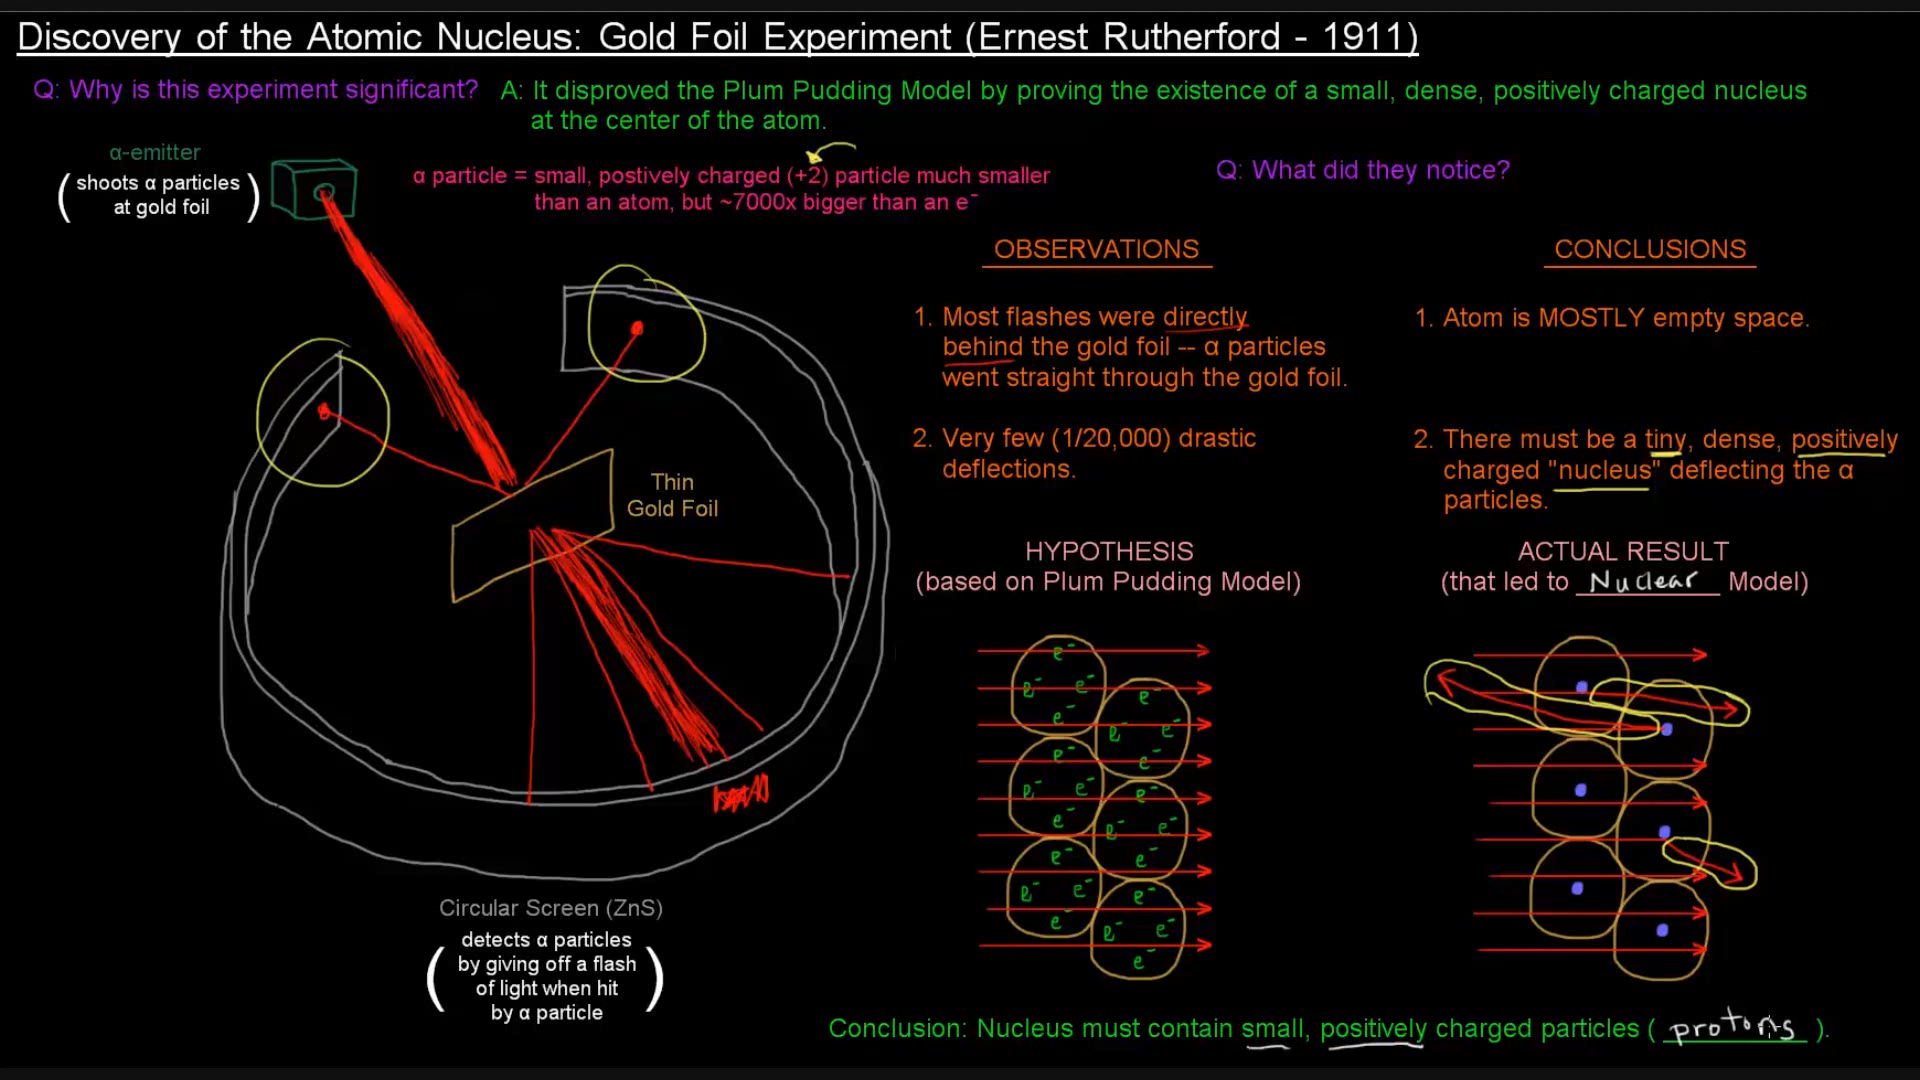 Discovery of the Atomic Nucleus: Gold Foil Experiment (Ernest Rutherford - 1911)
Q: Why is this experiment significant?
A: It disproved the Plum Pudding Model by proving the existence of a small, dense, positively charged nucleus
at the center of the atom.
α-emitter
(shoots α particles
at gold foil)
α particle = small, postively charged (+2) particle much smaller
than an atom, but ~7000x bigger than an e⁻
Q: What did they notice?
OBSERVATIONS
1. Most flashes were directly
behind the gold foil -- α particles
went straight through the gold foil.
2. Very few (1/20,000) drastic
deflections.
CONCLUSIONS
1. Atom is MOSTLY empty space.
2. There must be a tiny, dense, positively
charged "nucleus" deflecting the α
particles.
Thin
Gold Foil
HYPOTHESIS
(based on Plum Pudding Model)
ACTUAL RESULT
(that led to Nuclear Model)
e⁻
e⁻ e⁻
e⁻
e⁻
e⁻ e⁻
e⁻
e⁻
e⁻ e⁻
e⁻
e⁻
e⁻ e⁻
e⁻
e⁻
e⁻ e⁻
e⁻
e⁻
e⁻ e⁻
e⁻
Circular Screen (ZnS)
(detects α particles
by giving off a flash
of light when hit
by α particle)
Conclusion: Nucleus must contain small, positively charged particles ( protons ).